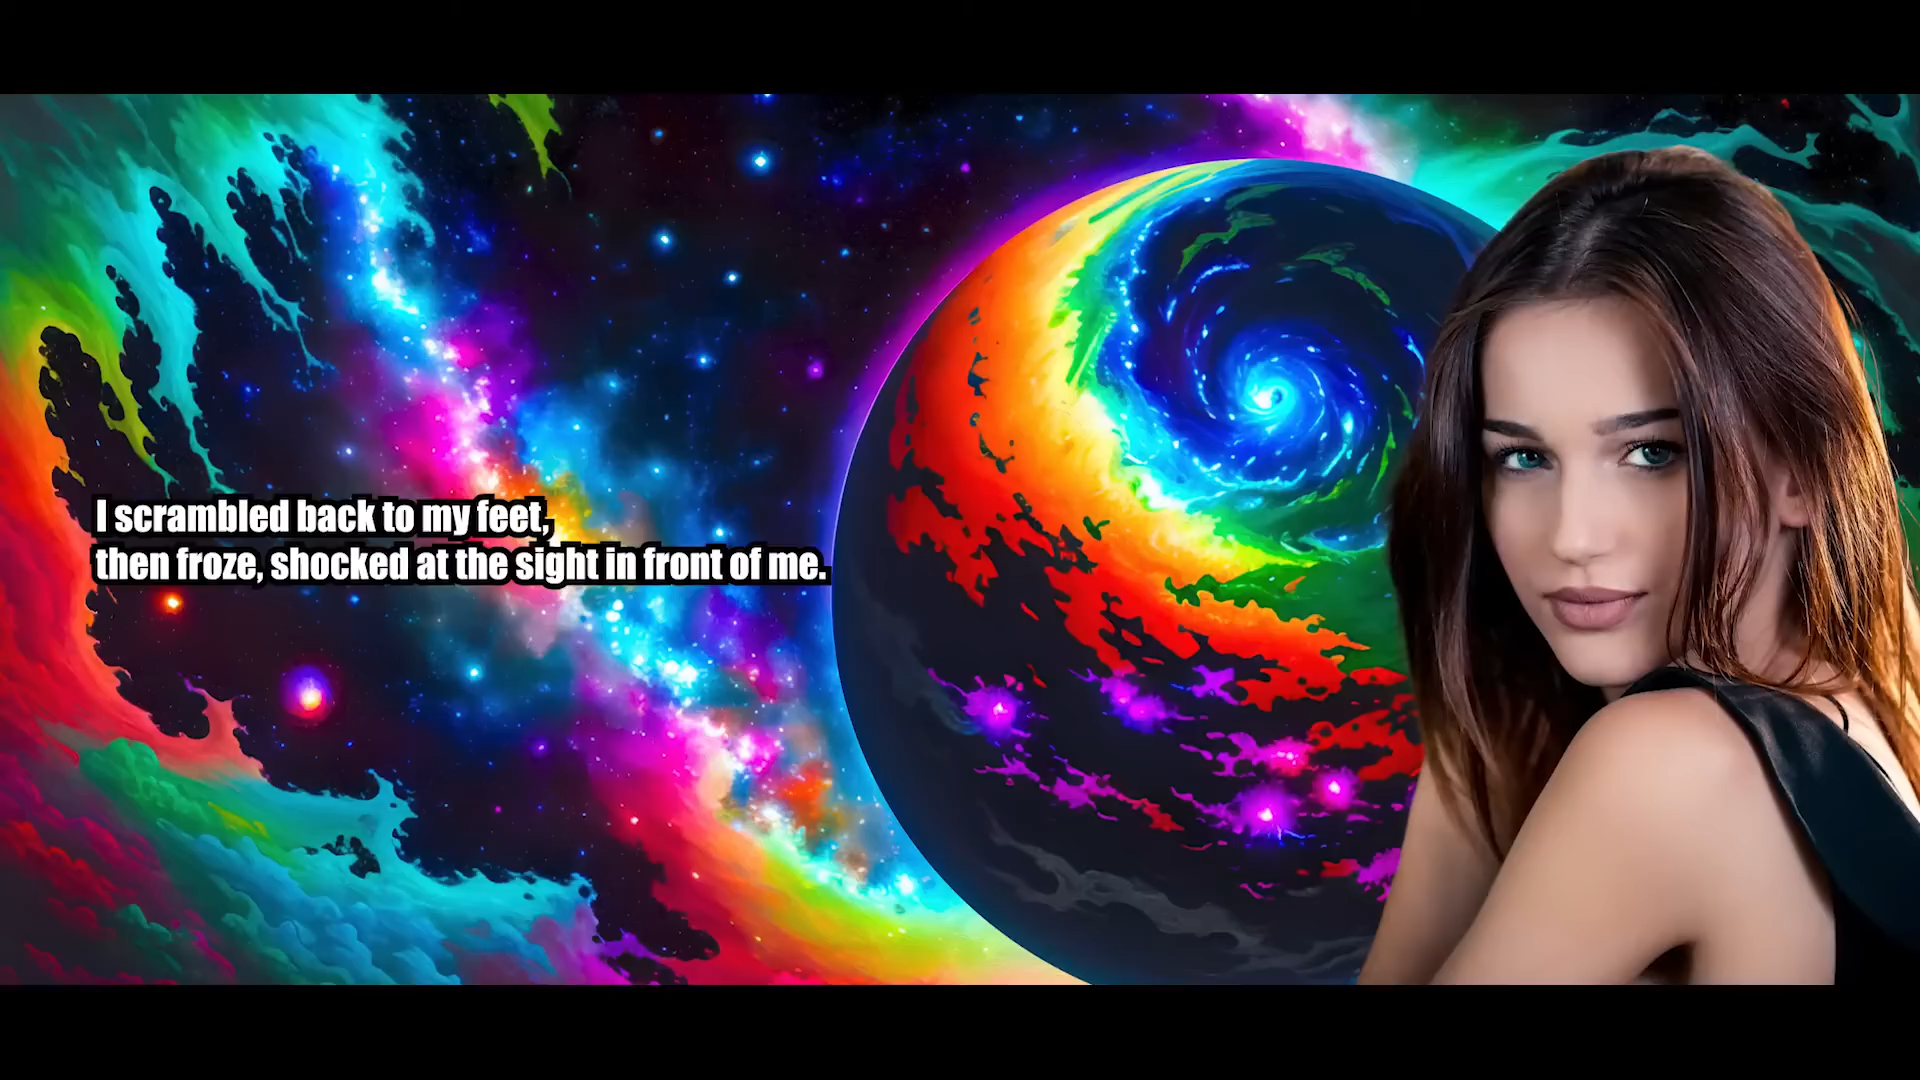 I scrambled back to my feet,
then froze, shocked at the sight in front of me.